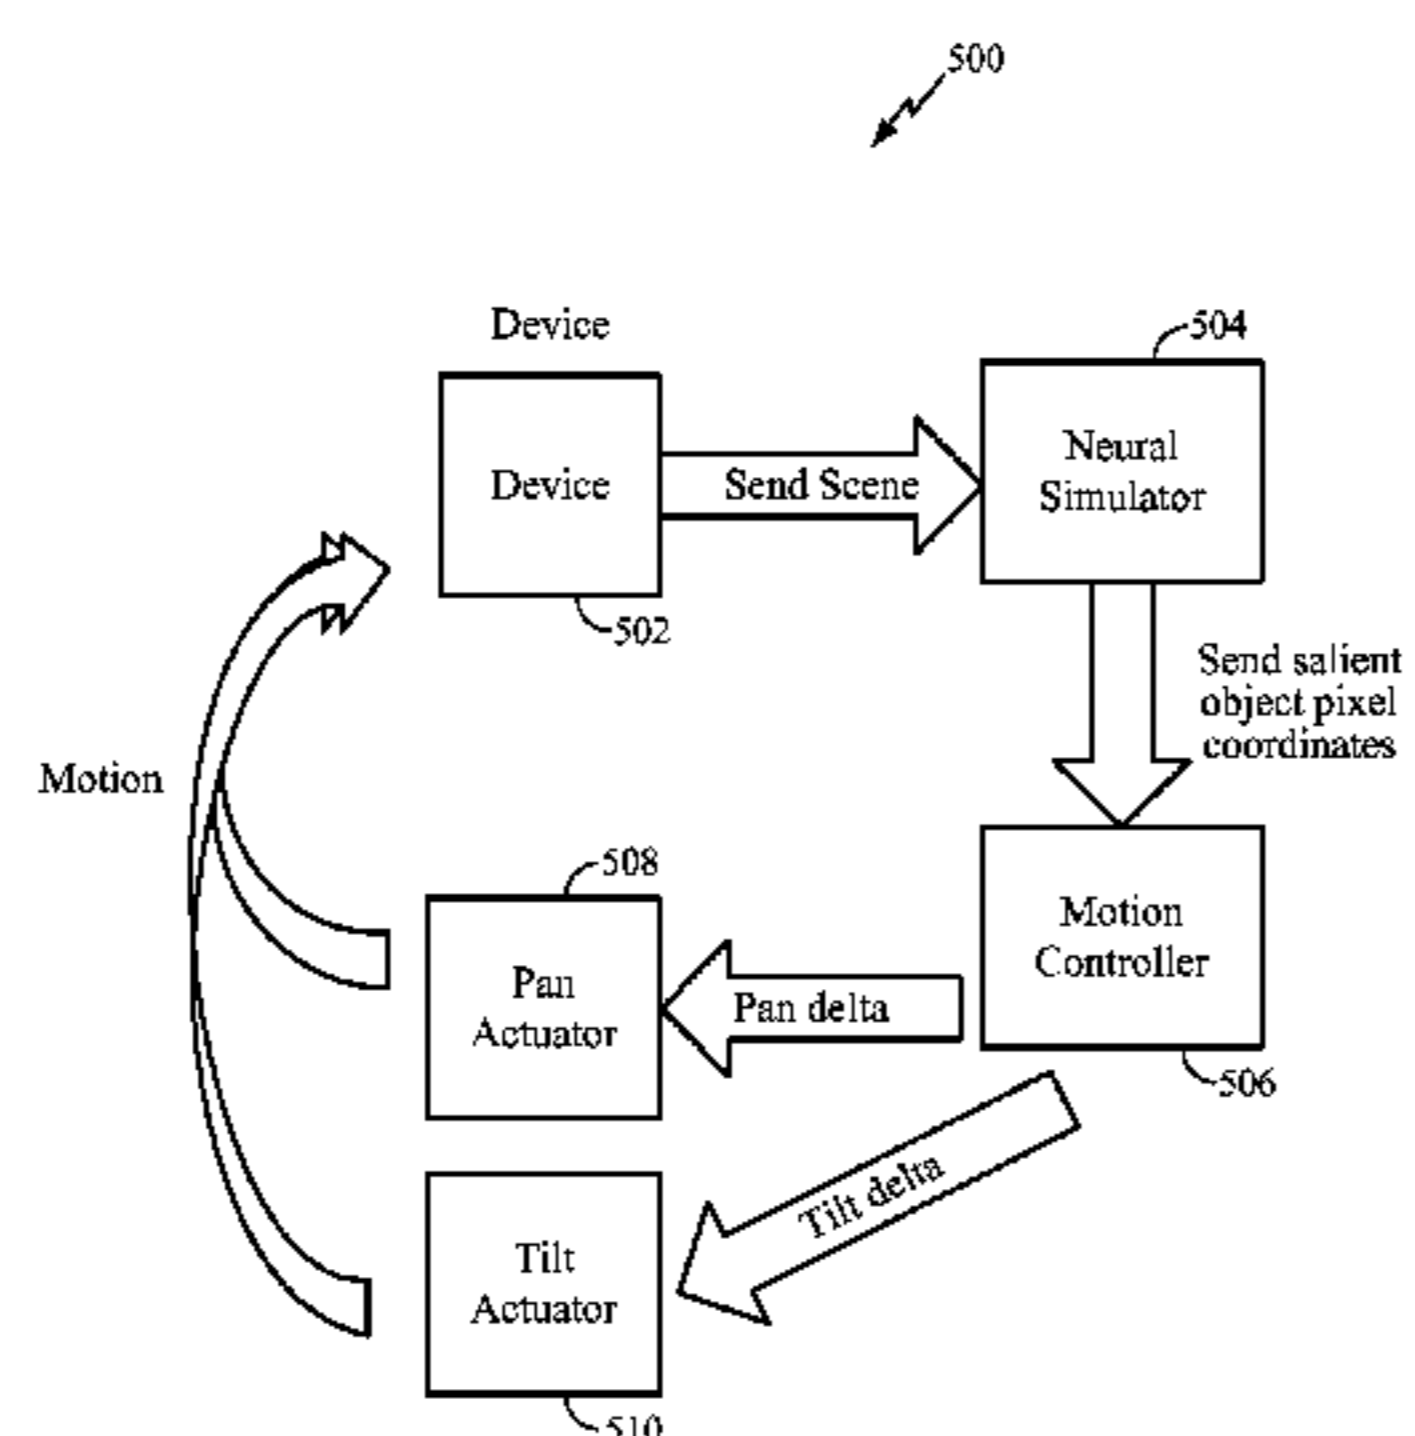 500
Device
504
Device
Send Scene
Neural
Simulator
502
Send salient
object pixel
coordinates
Motion
508
Motion
Controller
Pan
Actuator
Pan delta
506
Tilt delta
Tilt
Actuator
510